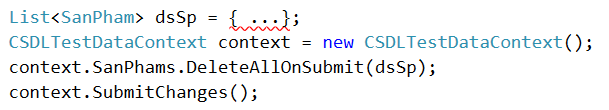 List<SanPham> dsSp = { ...};
CSDLTestDataContext context = new CSDLTestDataContext();
context.SanPhams.DeleteAllOnSubmit(dsSp);
context.SubmitChanges();